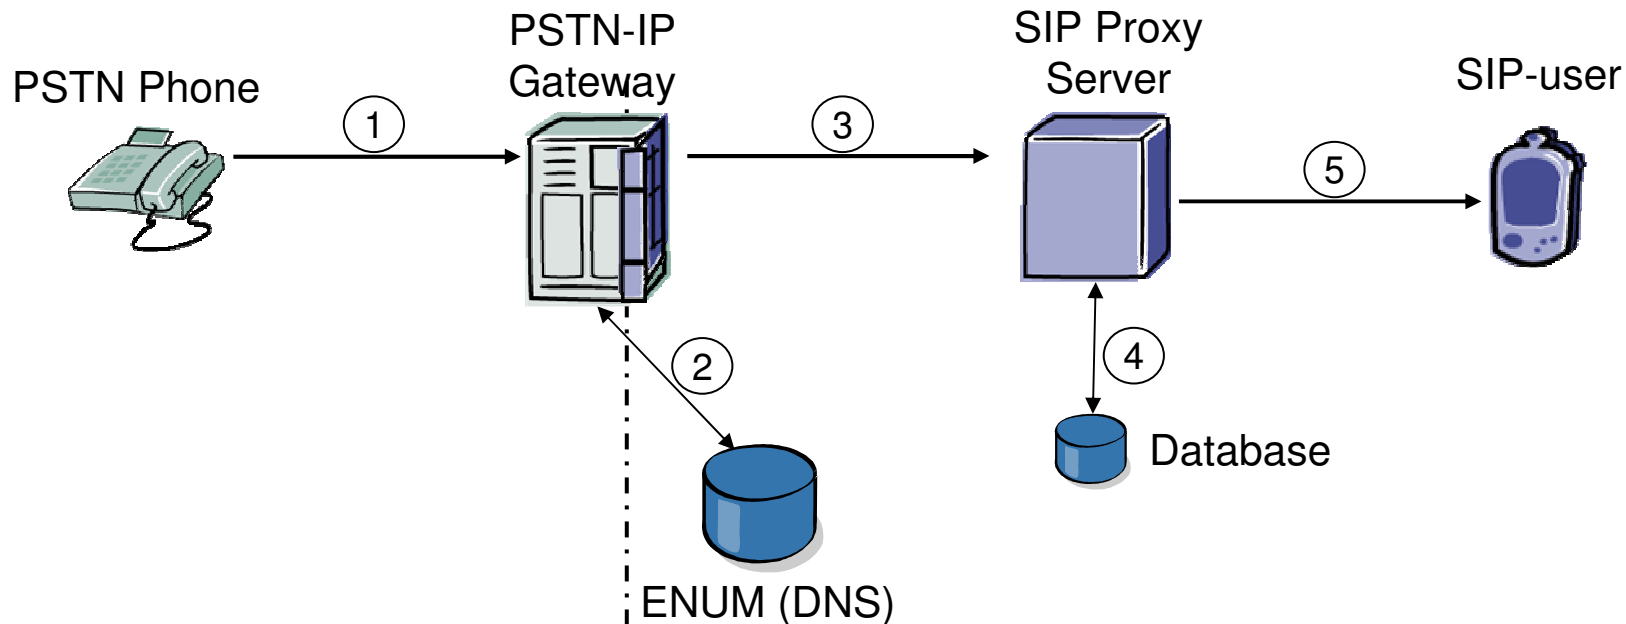 PSTN Phone
1
PSTN-IP
Gateway
3
SIP Proxy
Server
5
SIP-user
2
4
Database
ENUM (DNS)